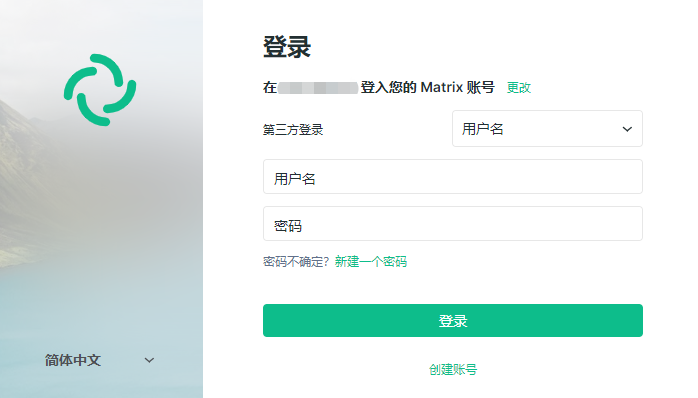 登录
在 登入您的 Matrix 账号 更改
第三方登录 用户名
用户名
密码
密码不确定？新建一个密码
登录
创建账号
简体中文